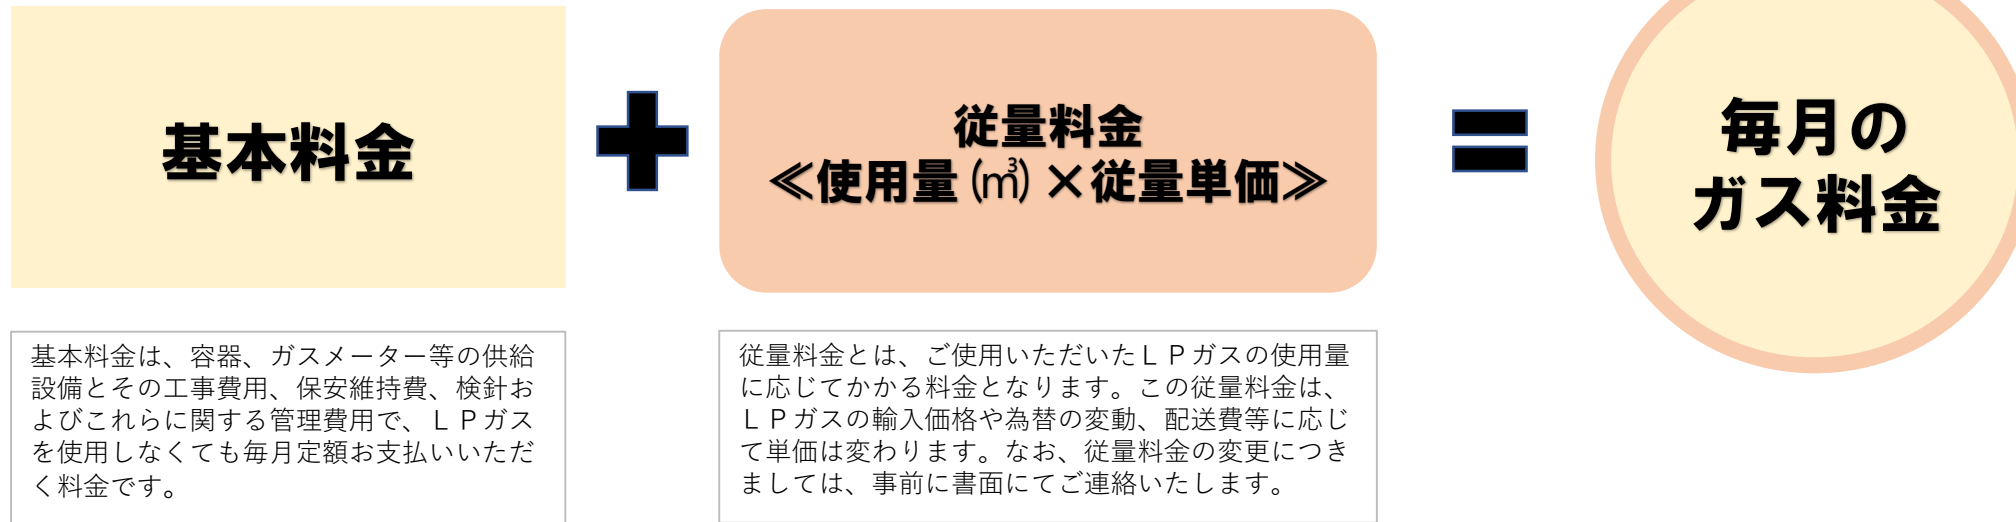 基本料金
従量料金
≪使用量(㎥)×従量単価≫
毎月の
ガス料金
基本料金は、容器、ガスメーター等の供給
設備とその工事費用、保安維持費、検針お
よびこれらに関する管理費用で、ＬＰガス
を使用しなくても毎月定額お支払いいただ
く料金です。
従量料金とは、ご使用いただいたＬＰガスの使用量
に応じてかかる料金となります。この従量料金は、
ＬＰガスの輸入価格や為替の変動、配送費等に応じ
て単価は変わります。なお、従量料金の変更につき
ましては、事前に書面にてご連絡いたします。